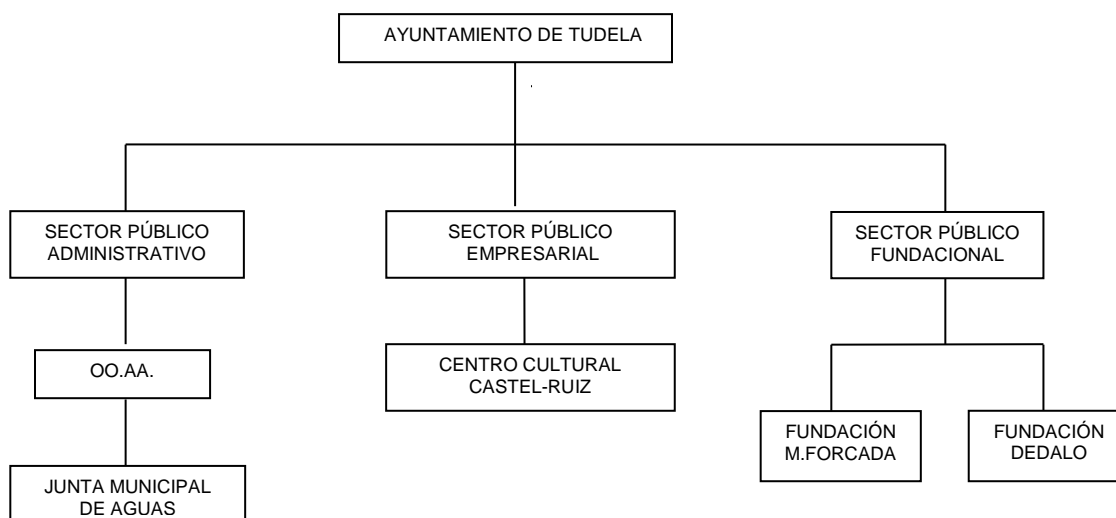 AYUNTAMIENTO DE TUDELA
SECTOR PÚBLICO
ADMINISTRATIVO
SECTOR PÚBLICO
EMPRESARIAL
SECTOR PÚBLICO
FUNDACIONAL
OO.AA.
CENTRO CULTURAL
CASTEL-RUIZ
FUNDACIÓN
M.FORCADA
FUNDACIÓN
DEDALO
JUNTA MUNICIPAL
DE AGUAS